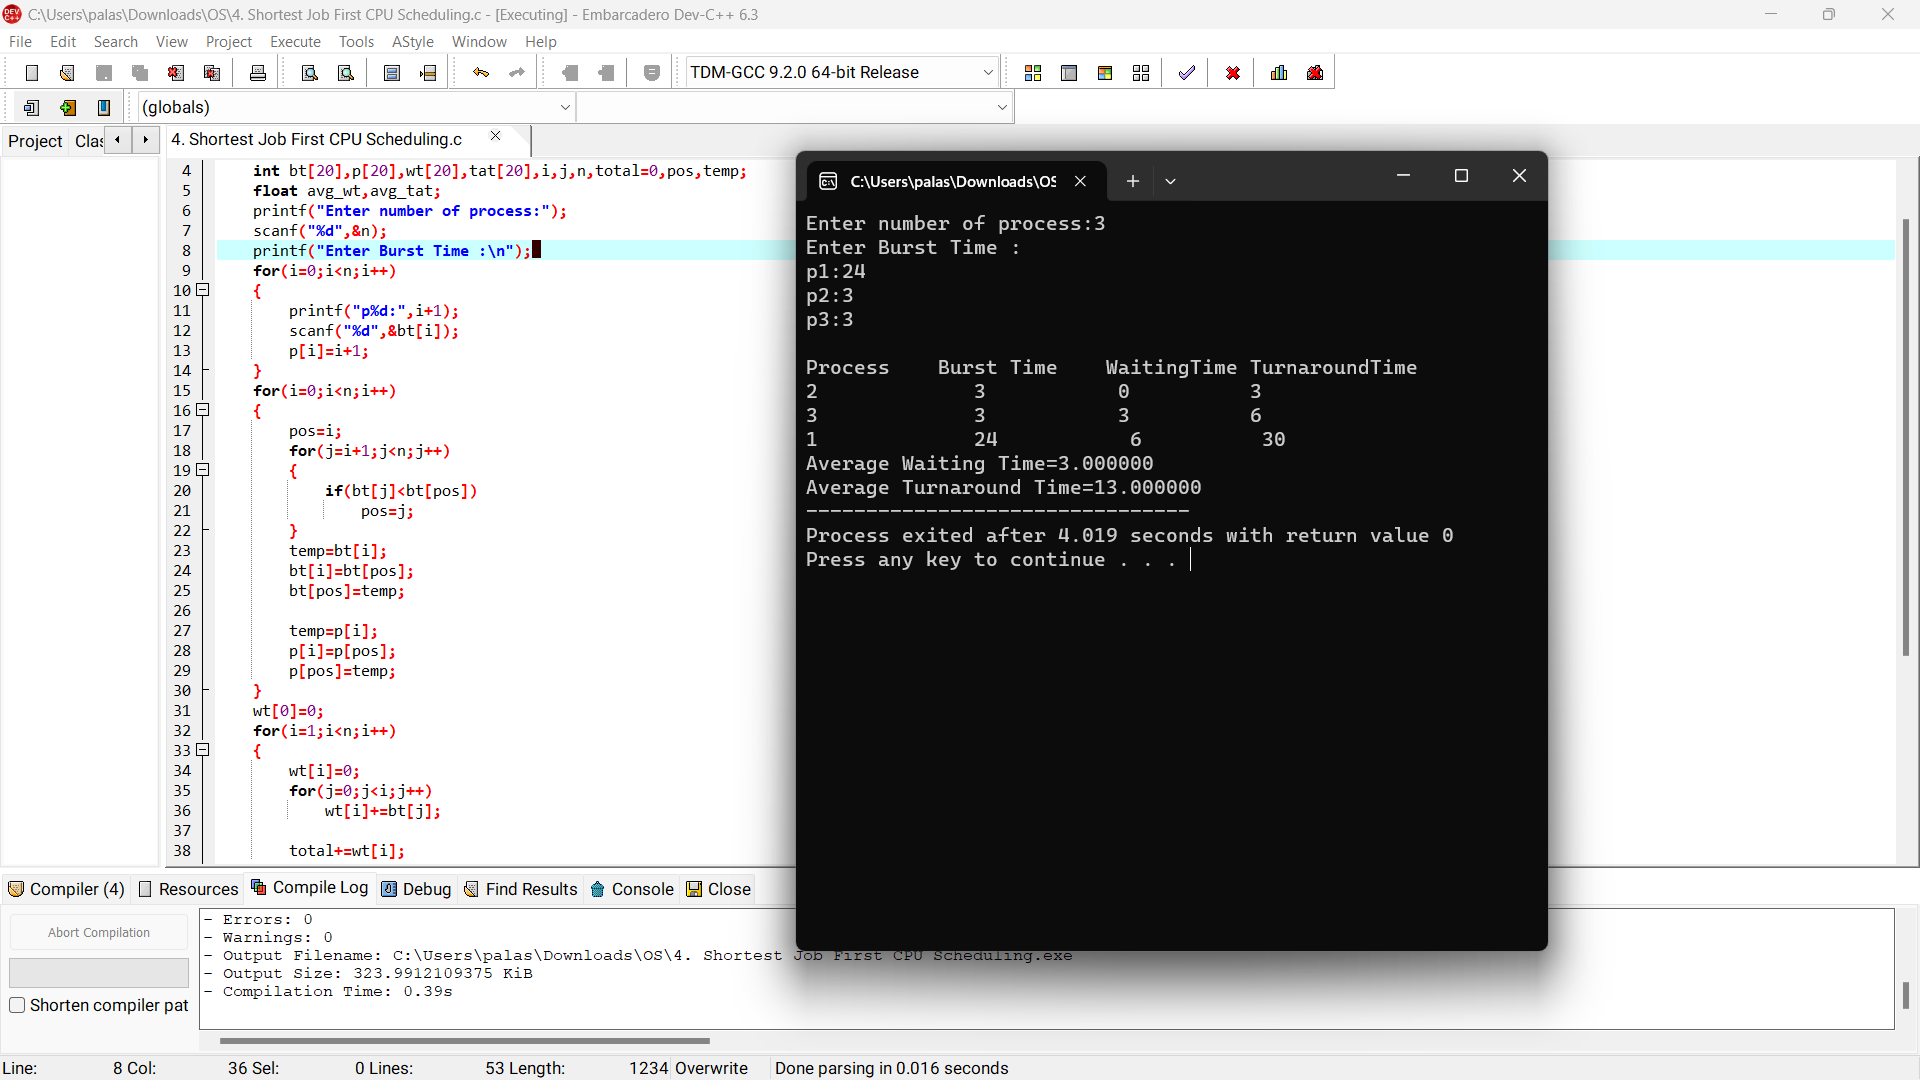 C:\Users\palas\Downloads\OS\4. Shortest Job First CPU Scheduling.c - [Executing] - Embarcadero Dev-C++ 6.3
File Edit Search View Project Execute Tools AStyle Window Help
TDM-GCC 9.2.0 64-bit Release
(globals)
Project Clas
4. Shortest Job First CPU Scheduling.c
4 int bt[20],p[20],wt[20],tat[20],i,j,n,total=0,pos,temp;
5 float avg_wt,avg_tat;
6 printf("Enter number of process:");
7 scanf("%d",&n);
8 printf("Enter Burst Time :\n");
9 for(i=0;i<n;i++)
10 {
11 printf("p%d:",i+1);
12 scanf("%d",&bt[i]);
13 p[i]=i+1;
14 }
15 for(i=0;i<n;i++)
16 {
17 pos=i;
18 for(j=i+1;j<n;j++)
19 {
20 if(bt[j]<bt[pos])
21 pos=j;
22 }
23 temp=bt[i];
24 bt[i]=bt[pos];
25 bt[pos]=temp;
26
27 temp=p[i];
28 p[i]=p[pos];
29 p[pos]=temp;
30 }
31 wt[0]=0;
32 for(i=1;i<n;i++)
33 {
34 wt[i]=0;
35 for(j=0;j<i;j++)
36 wt[i]+=bt[j];
37
38 total+=wt[i];
C:\Users\palas\Downloads\OS
Enter number of process:3
Enter Burst Time :
p1:24
p2:3
p3:3
Process Burst Time WaitingTime TurnaroundTime
2 3 0 3
3 3 3 6
1 24 6 30
Average Waiting Time=3.000000
Average Turnaround Time=13.000000
--------------------------------
Process exited after 4.019 seconds with return value 0
Press any key to continue . . .
Compiler (4) Resources Compile Log Debug Find Results Console Close
Abort Compilation
Shorten compiler pat
- Errors: 0
- Warnings: 0
- Output Filename: C:\Users\palas\Downloads\OS\4. Shortest Job First CPU Scheduling.exe
- Output Size: 323.9912109375 KiB
- Compilation Time: 0.39s
Line: 8 Col: 36 Sel: 0 Lines: 53 Length: 1234 Overwrite Done parsing in 0.016 seconds